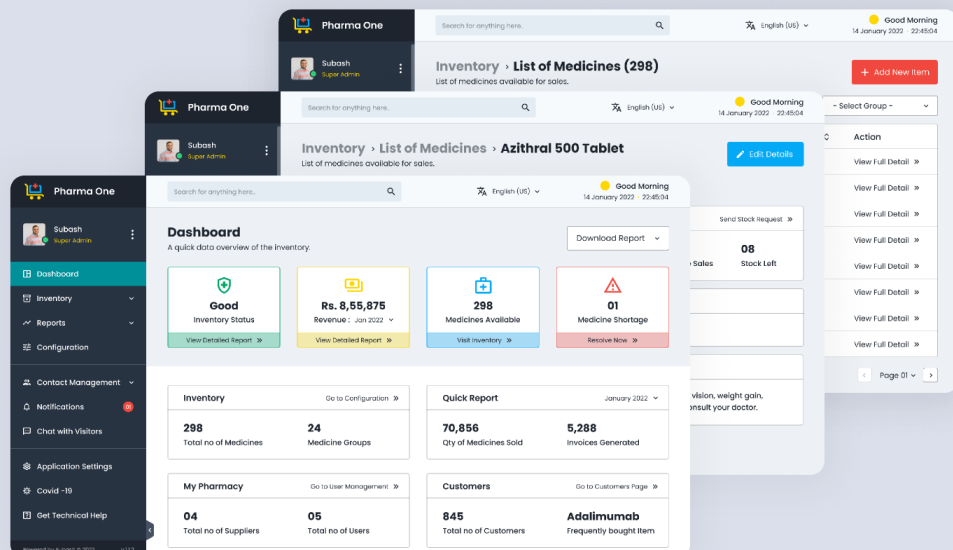 Pharma One
Search for anything here..
English (US)
Good Morning
14 January 2022 · 22:45:04
Subash
Super Admin
Inventory › List of Medicines (298)
List of medicines available for sales.
+ Add New Item
- Select Group -
Action
View Full Detail »
View Full Detail »
View Full Detail »
View Full Detail »
View Full Detail »
View Full Detail »
View Full Detail »
View Full Detail »
Page 01
Pharma One
Search for anything here..
English (US)
Good Morning
14 January 2022 · 22:45:04
Subash
Super Admin
Inventory › List of Medicines › Azithral 500 Tablet
List of medicines available for sales.
Edit Details
Send Stock Request »
08
Sales
Stock Left
vision, weight gain,
your doctor.
Pharma One
Search for anything here..
English (US)
Good Morning
14 January 2022 · 22:45:04
Subash
Super Admin
Dashboard
Inventory
Reports
Configuration
Contact Management
Notifications
01
Chat with Visitors
Application Settings
Covid -19
Get Technical Help
Dashboard
A quick data overview of the inventory.
Download Report
Good
Inventory Status
View Detailed Report »
Rs. 8,55,875
Revenue : Jan 2022
View Detailed Report »
298
Medicines Available
Visit Inventory »
01
Medicine Shortage
Resolve Now »
Inventory
Go to Configuration »
298
Total no of Medicines
24
Medicine Groups
Quick Report
January 2022
70,856
Qty of Medicines Sold
5,288
Invoices Generated
My Pharmacy
Go to User Management »
04
Total no of Suppliers
05
Total no of Users
Customers
Go to Customers Page »
845
Total no of Customers
Adalimumab
Frequently bought Item